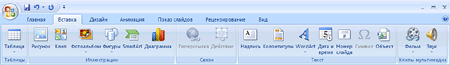 Главная Вставка Дизайн Анимация Показ слайдов Рецензирование Вид
Таблица Рисунок Клип Фотоальбом Фигуры SmartArt Диаграмма Гиперссылка Действие Надпись Колонтитулы WordArt Дата и время Номер слайда Символ Объект Фильм Звук
Таблицы Иллюстрации Связи Текст Клипы мультимедиа